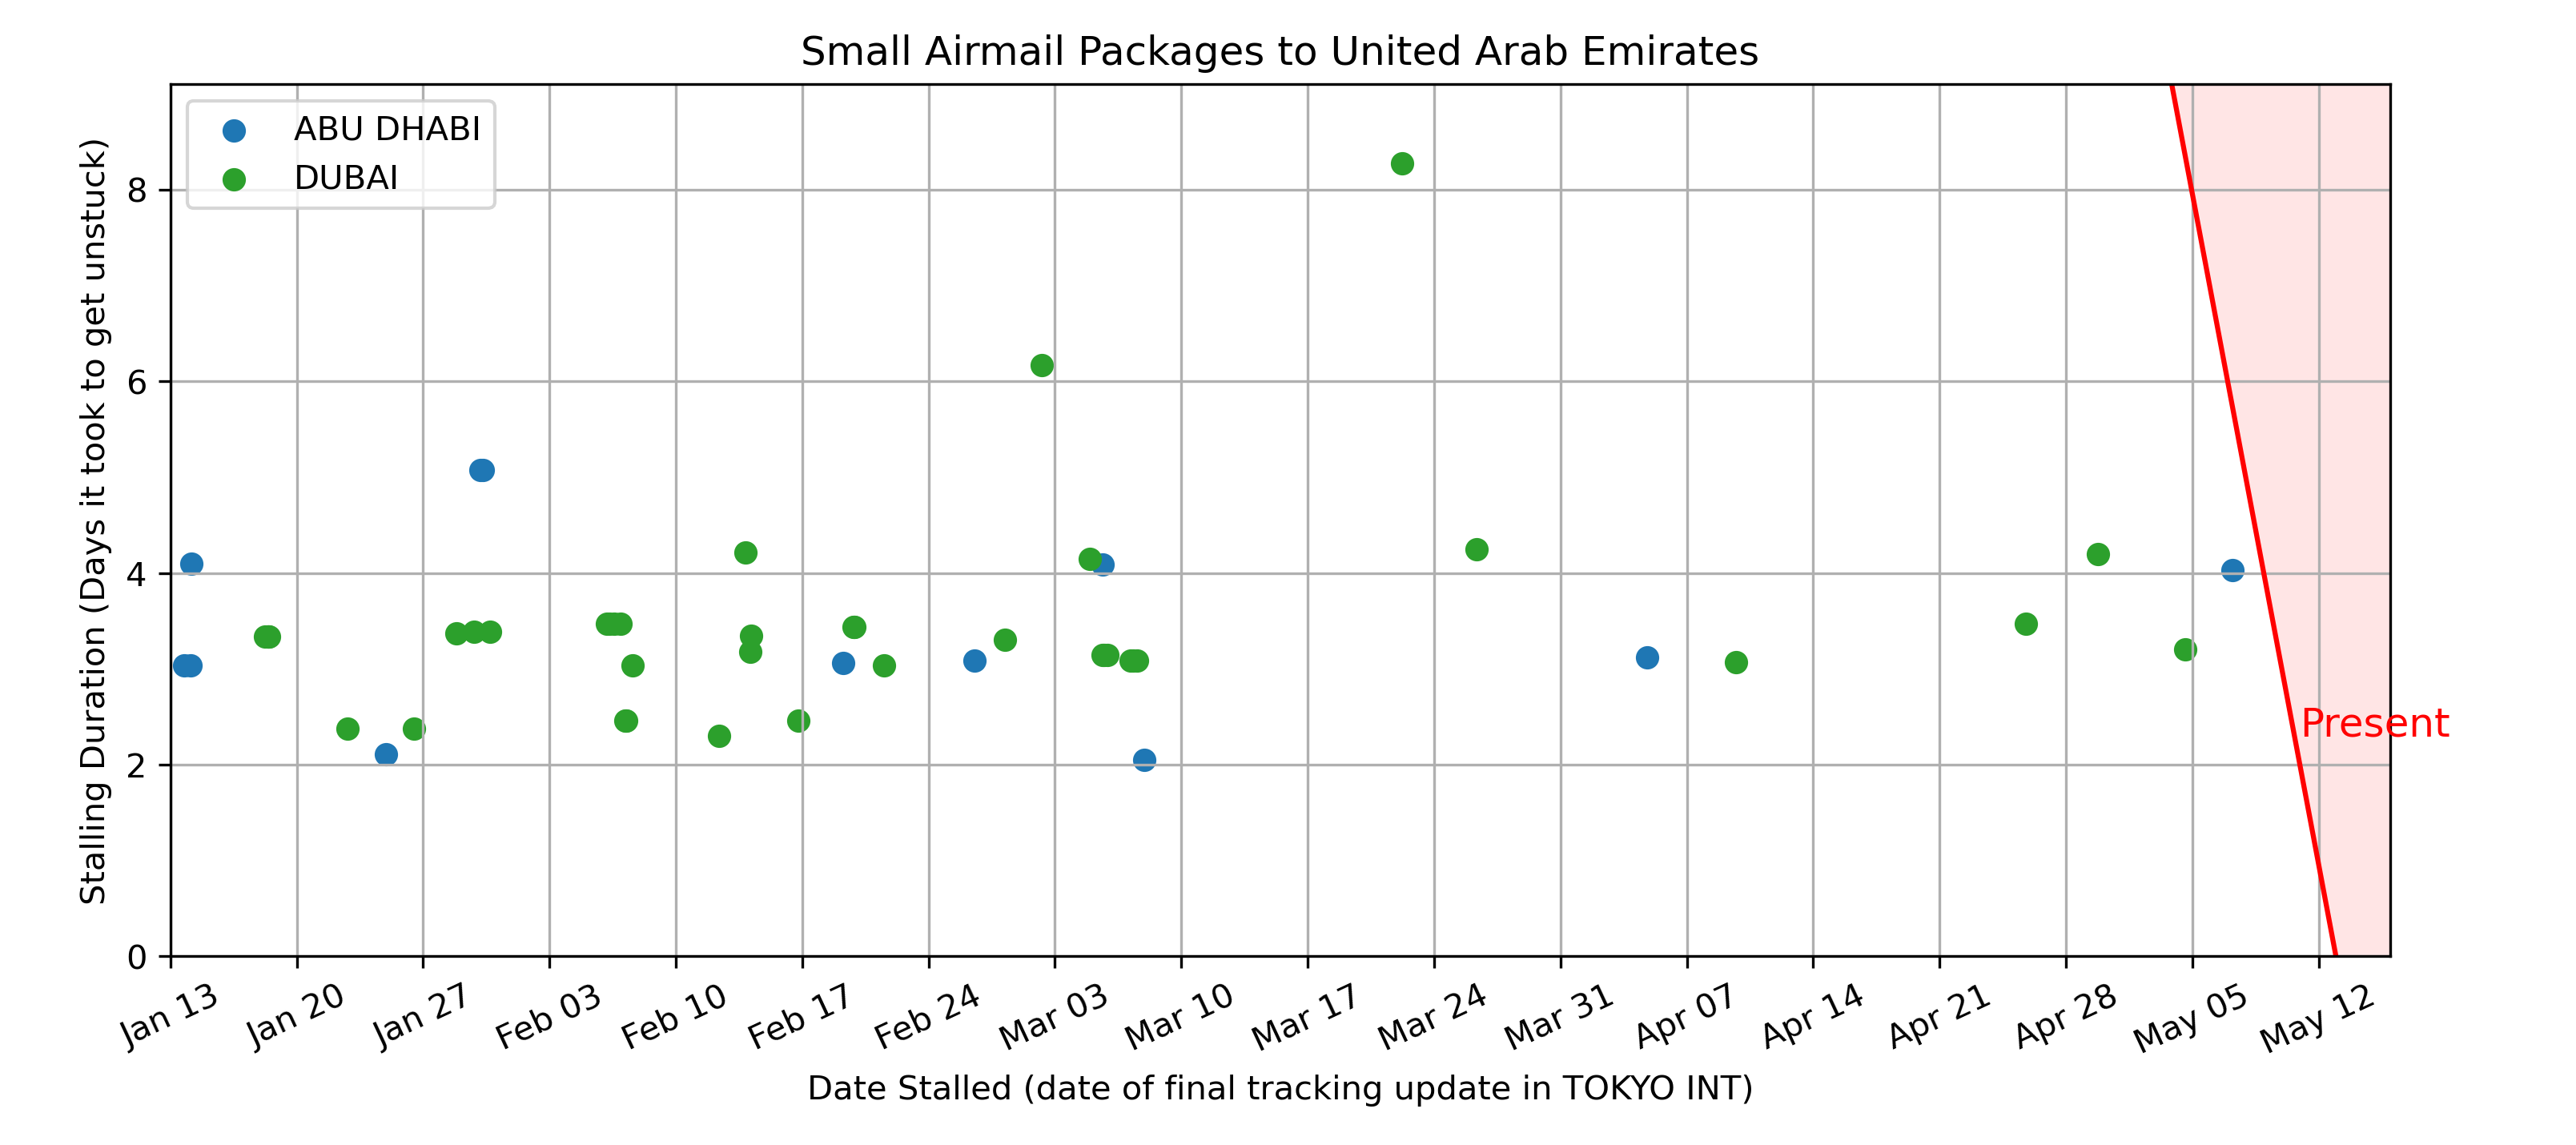 Small Airmail Packages to United Arab Emirates
ABU DHABI
DUBAI
Stalling Duration (Days it took to get unstuck)
8
6
4
2
0
Present
Jan 13
Jan 20
Jan 27
Feb 03
Feb 10
Feb 17
Feb 24
Mar 03
Mar 10
Mar 17
Mar 24
Mar 31
Apr 07
Apr 14
Apr 21
Apr 28
May 05
May 12
Date Stalled (date of final tracking update in TOKYO INT)